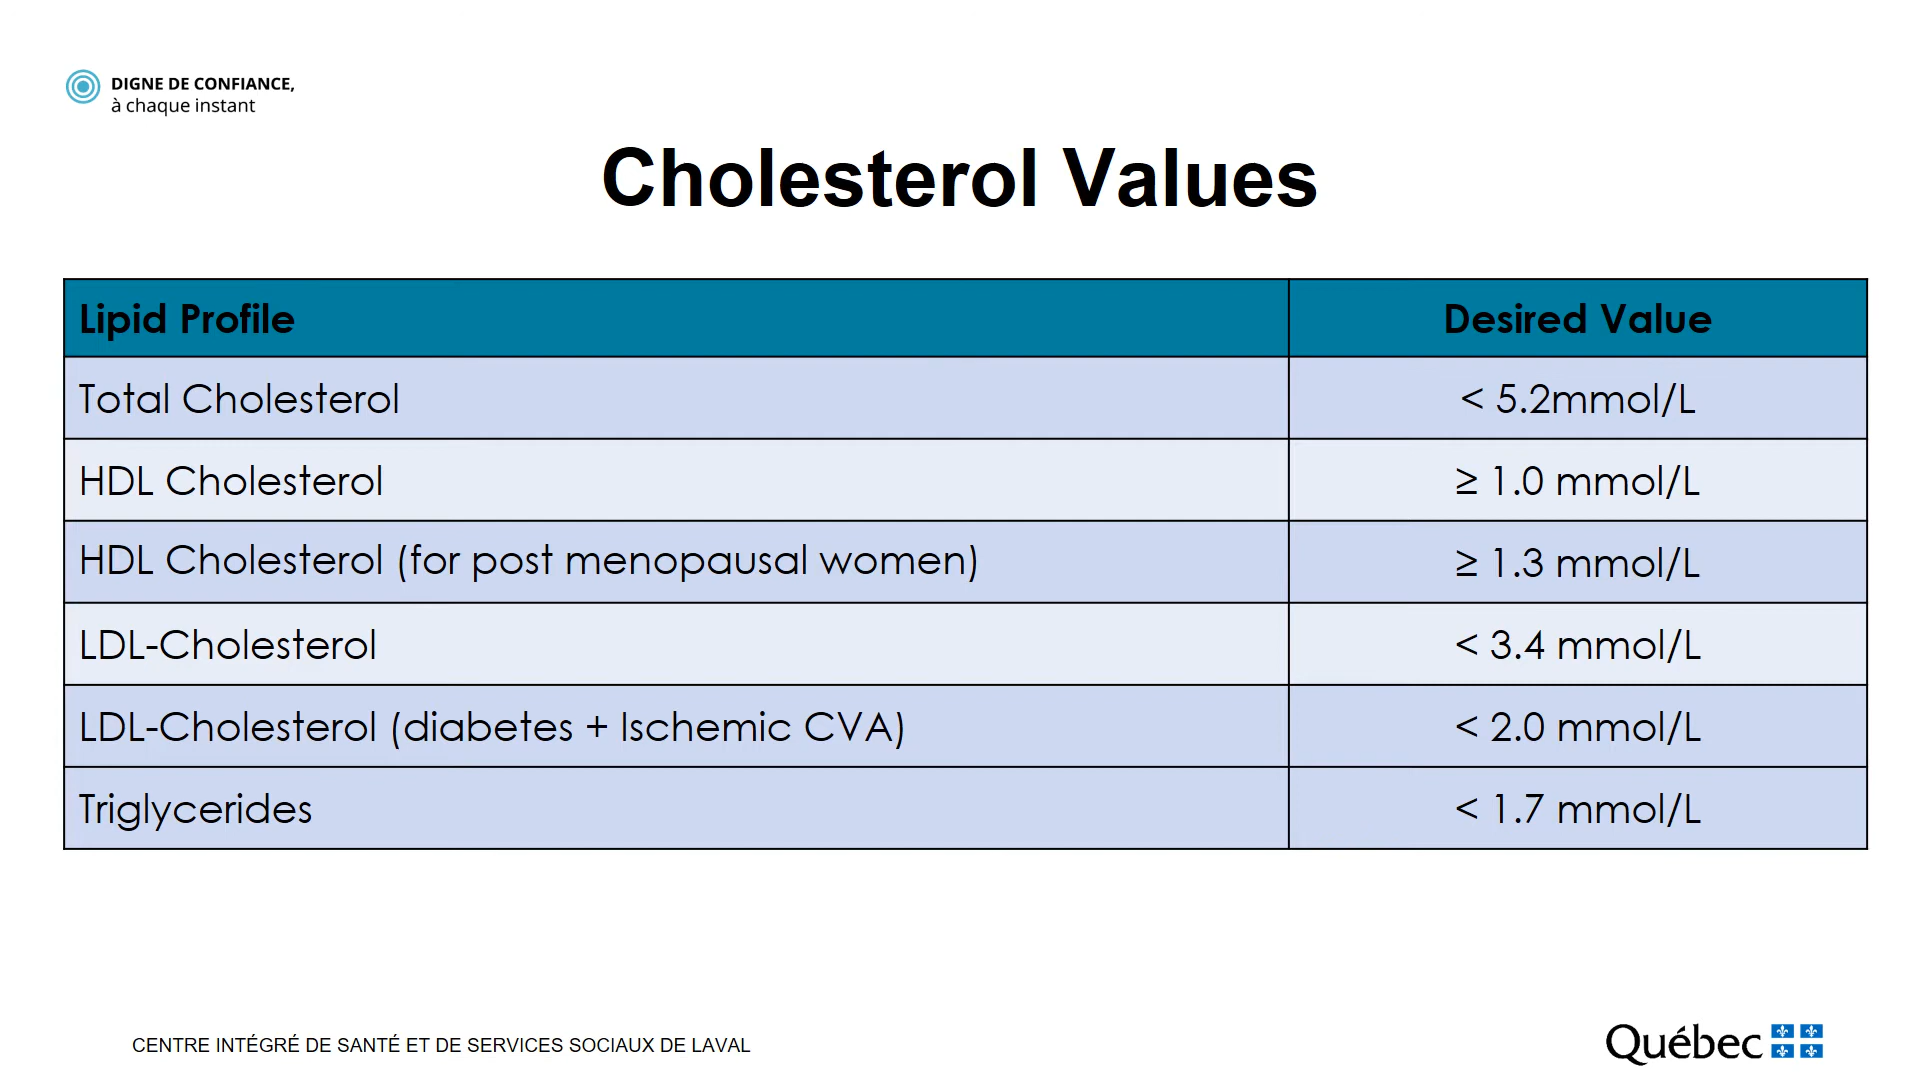 DIGNE DE CONFIANCE,
à chaque instant
Cholesterol Values
Lipid Profile Desired Value
Total Cholesterol < 5.2mmol/L
HDL Cholesterol ≥ 1.0 mmol/L
HDL Cholesterol (for post menopausal women) ≥ 1.3 mmol/L
LDL-Cholesterol < 3.4 mmol/L
LDL-Cholesterol (diabetes + Ischemic CVA) < 2.0 mmol/L
Triglycerides < 1.7 mmol/L
CENTRE INTÉGRÉ DE SANTÉ ET DE SERVICES SOCIAUX DE LAVAL
Québec